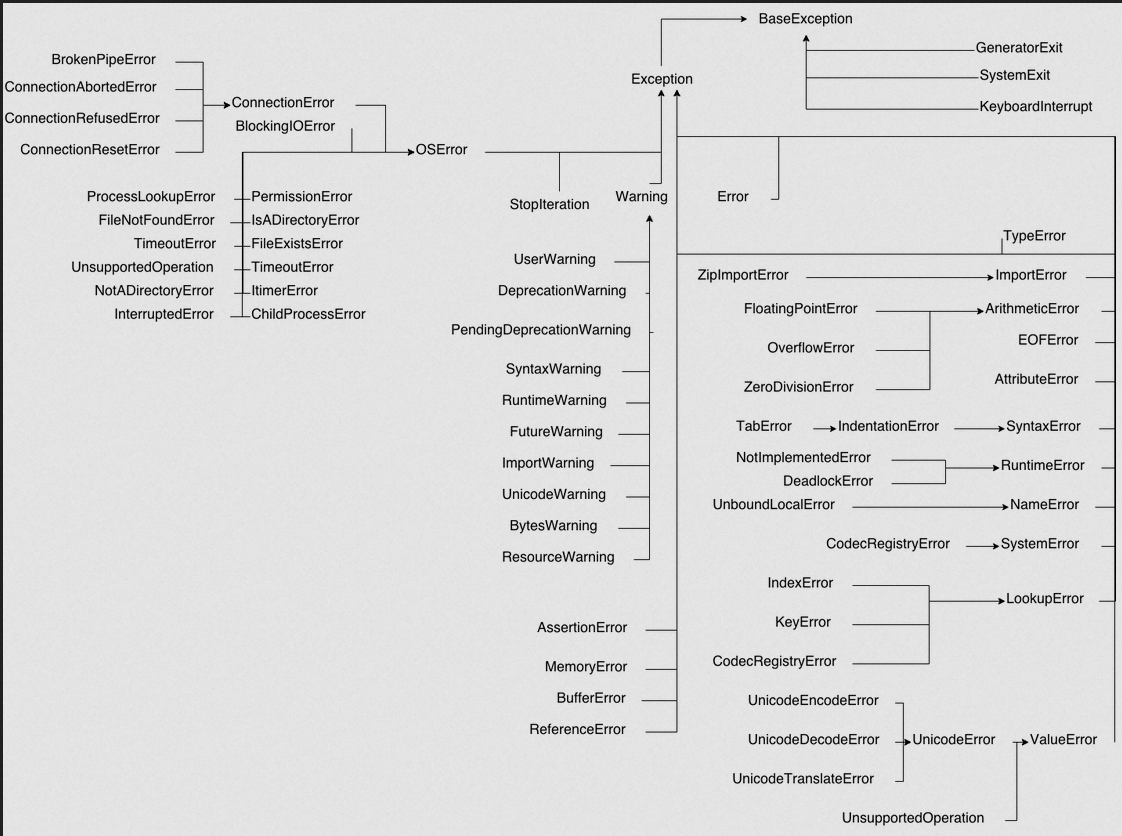 BaseException
GeneratorExit
SystemExit
KeyboardInterrupt
Exception
BrokenPipeError
ConnectionAbortedError
ConnectionRefusedError
ConnectionResetError
ConnectionError
BlockingIOError
OSError
ProcessLookupError
PermissionError
FileNotFoundError
IsADirectoryError
TimeoutError
FileExistsError
UnsupportedOperation
TimeoutError
NotADirectoryError
ItimerError
InterruptedError
ChildProcessError
StopIteration
Warning
UserWarning
DeprecationWarning
PendingDeprecationWarning
SyntaxWarning
RuntimeWarning
FutureWarning
ImportWarning
UnicodeWarning
BytesWarning
ResourceWarning
AssertionError
MemoryError
BufferError
ReferenceError
Error
TypeError
ZipImportError
ImportError
FloatingPointError
ArithmeticError
OverflowError
EOFError
ZeroDivisionError
AttributeError
TabError
IndentationError
SyntaxError
NotImplementedError
DeadlockError
RuntimeError
UnboundLocalError
NameError
CodecRegistryError
SystemError
IndexError
KeyError
CodecRegistryError
LookupError
UnicodeEncodeError
UnicodeDecodeError
UnicodeTranslateError
UnicodeError
ValueError
UnsupportedOperation